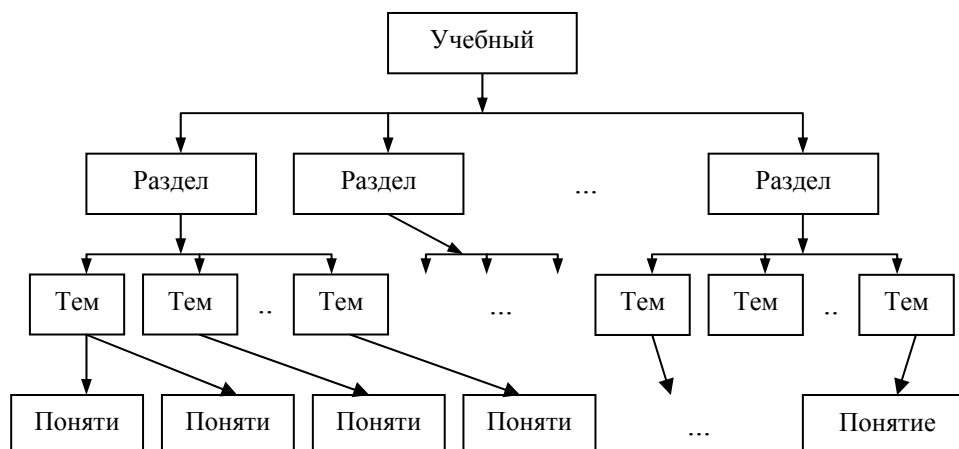 Учебный
Раздел Раздел ... Раздел
Тем Тем .. Тем ... Тем Тем .. Тем
Поняти Поняти Поняти Поняти ... Понятие